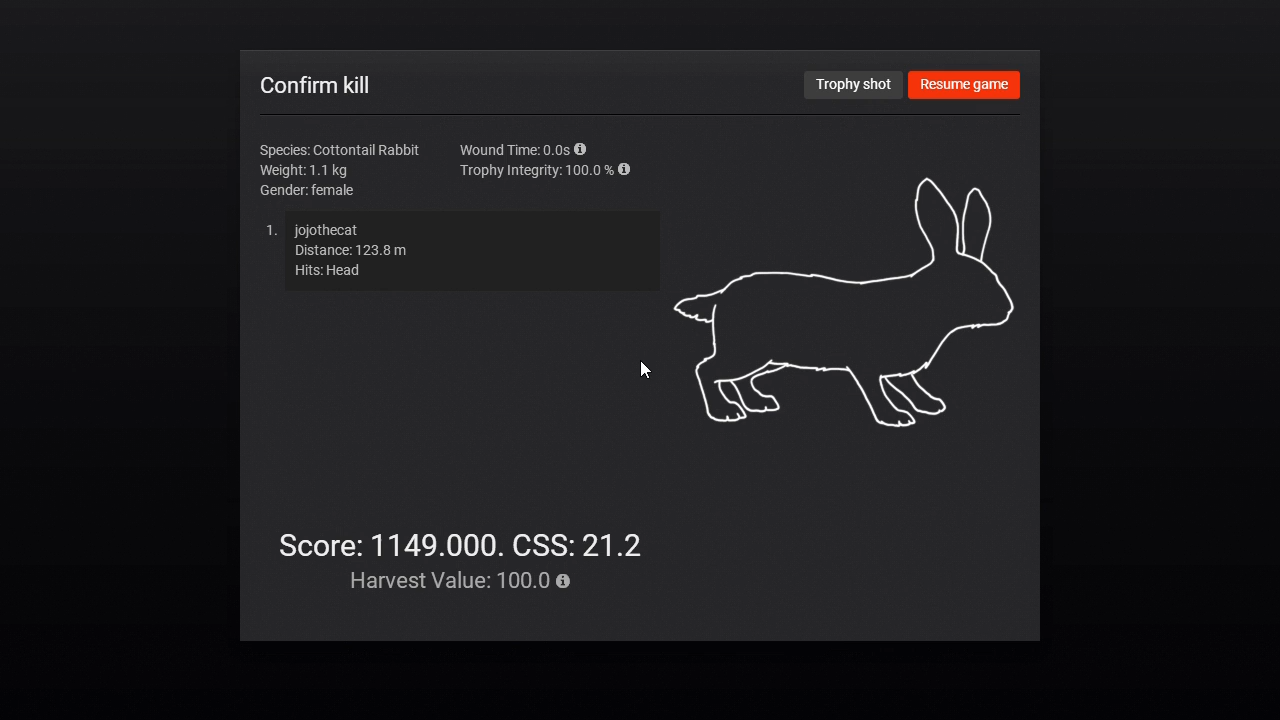 Confirm kill
Trophy shot
Resume game
Species: Cottontail Rabbit
Weight: 1.1 kg
Gender: female
Wound Time: 0.0s
Trophy Integrity: 100.0 %
1.
jojothecat
Distance: 123.8 m
Hits: Head
Score: 1149.000. CSS: 21.2
Harvest Value: 100.0